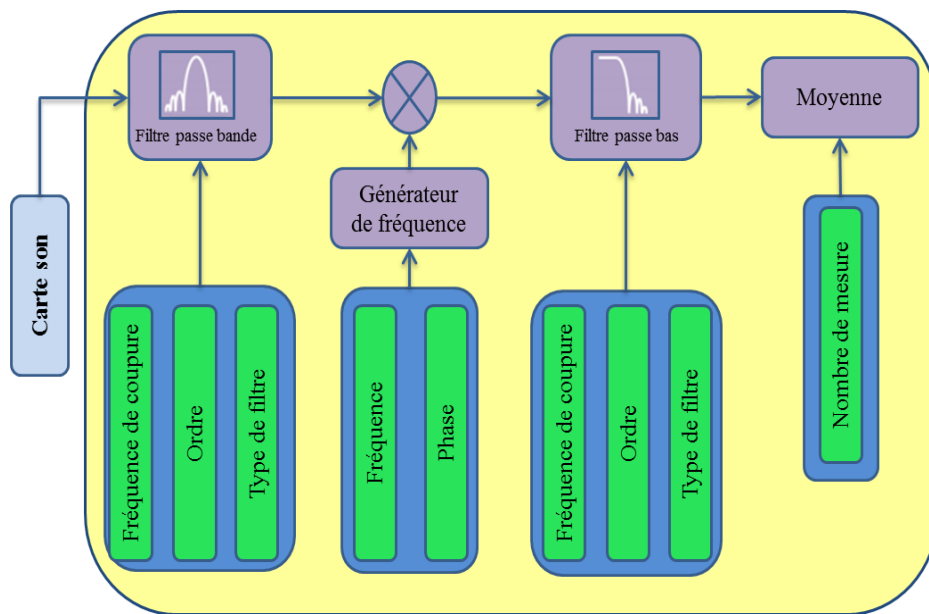 Filtre passe bande
Filtre passe bas
Moyenne
Générateur
de fréquence
Carte son
Fréquence de coupure
Ordre
Type de filtre
Fréquence
Phase
Fréquence de coupure
Ordre
Type de filtre
Nombre de mesure